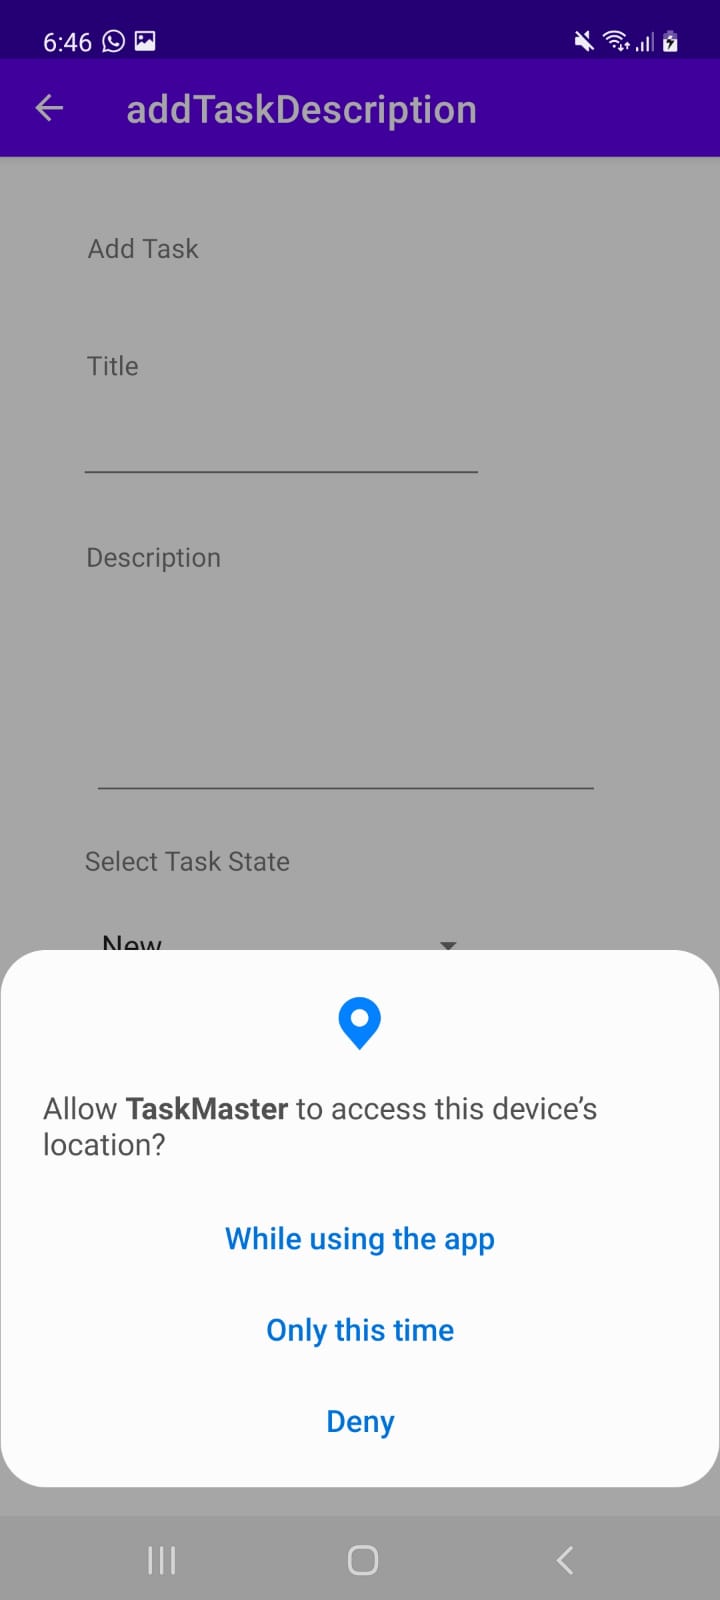 6:46
addTaskDescription
Add Task
Title
Description
Select Task State
New
Allow TaskMaster to access this device’s
location?
While using the app
Only this time
Deny